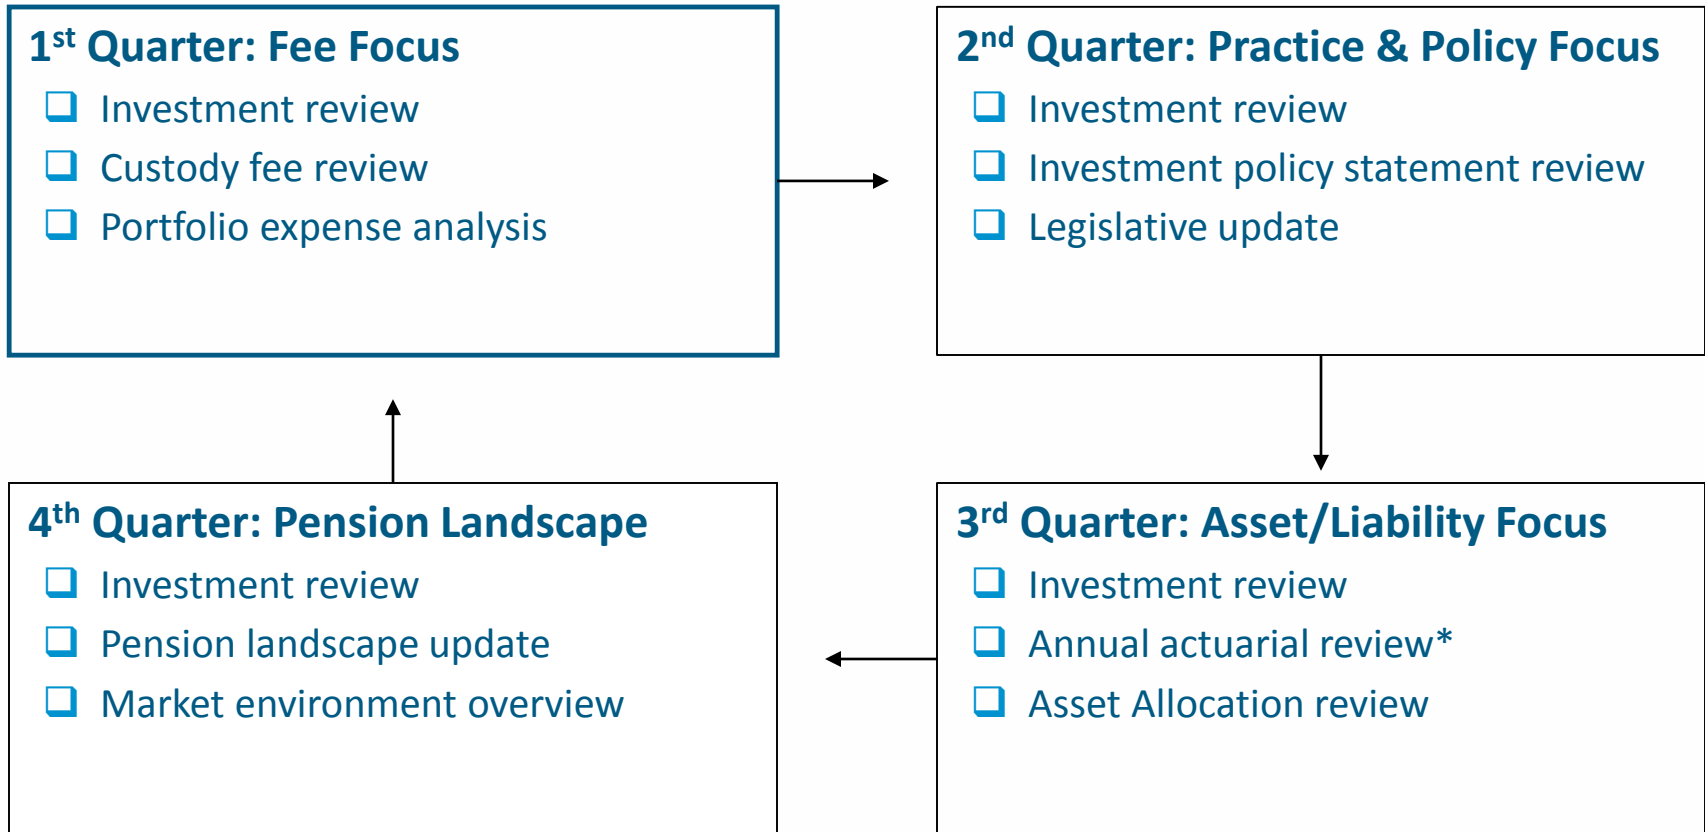 1st Quarter: Fee Focus
Investment review
Custody fee review
Portfolio expense analysis
2nd Quarter: Practice & Policy Focus
Investment review
Investment policy statement review
Legislative update
3rd Quarter: Asset/Liability Focus
Investment review
Annual actuarial review*
Asset Allocation review
4th Quarter: Pension Landscape
Investment review
Pension landscape update
Market environment overview